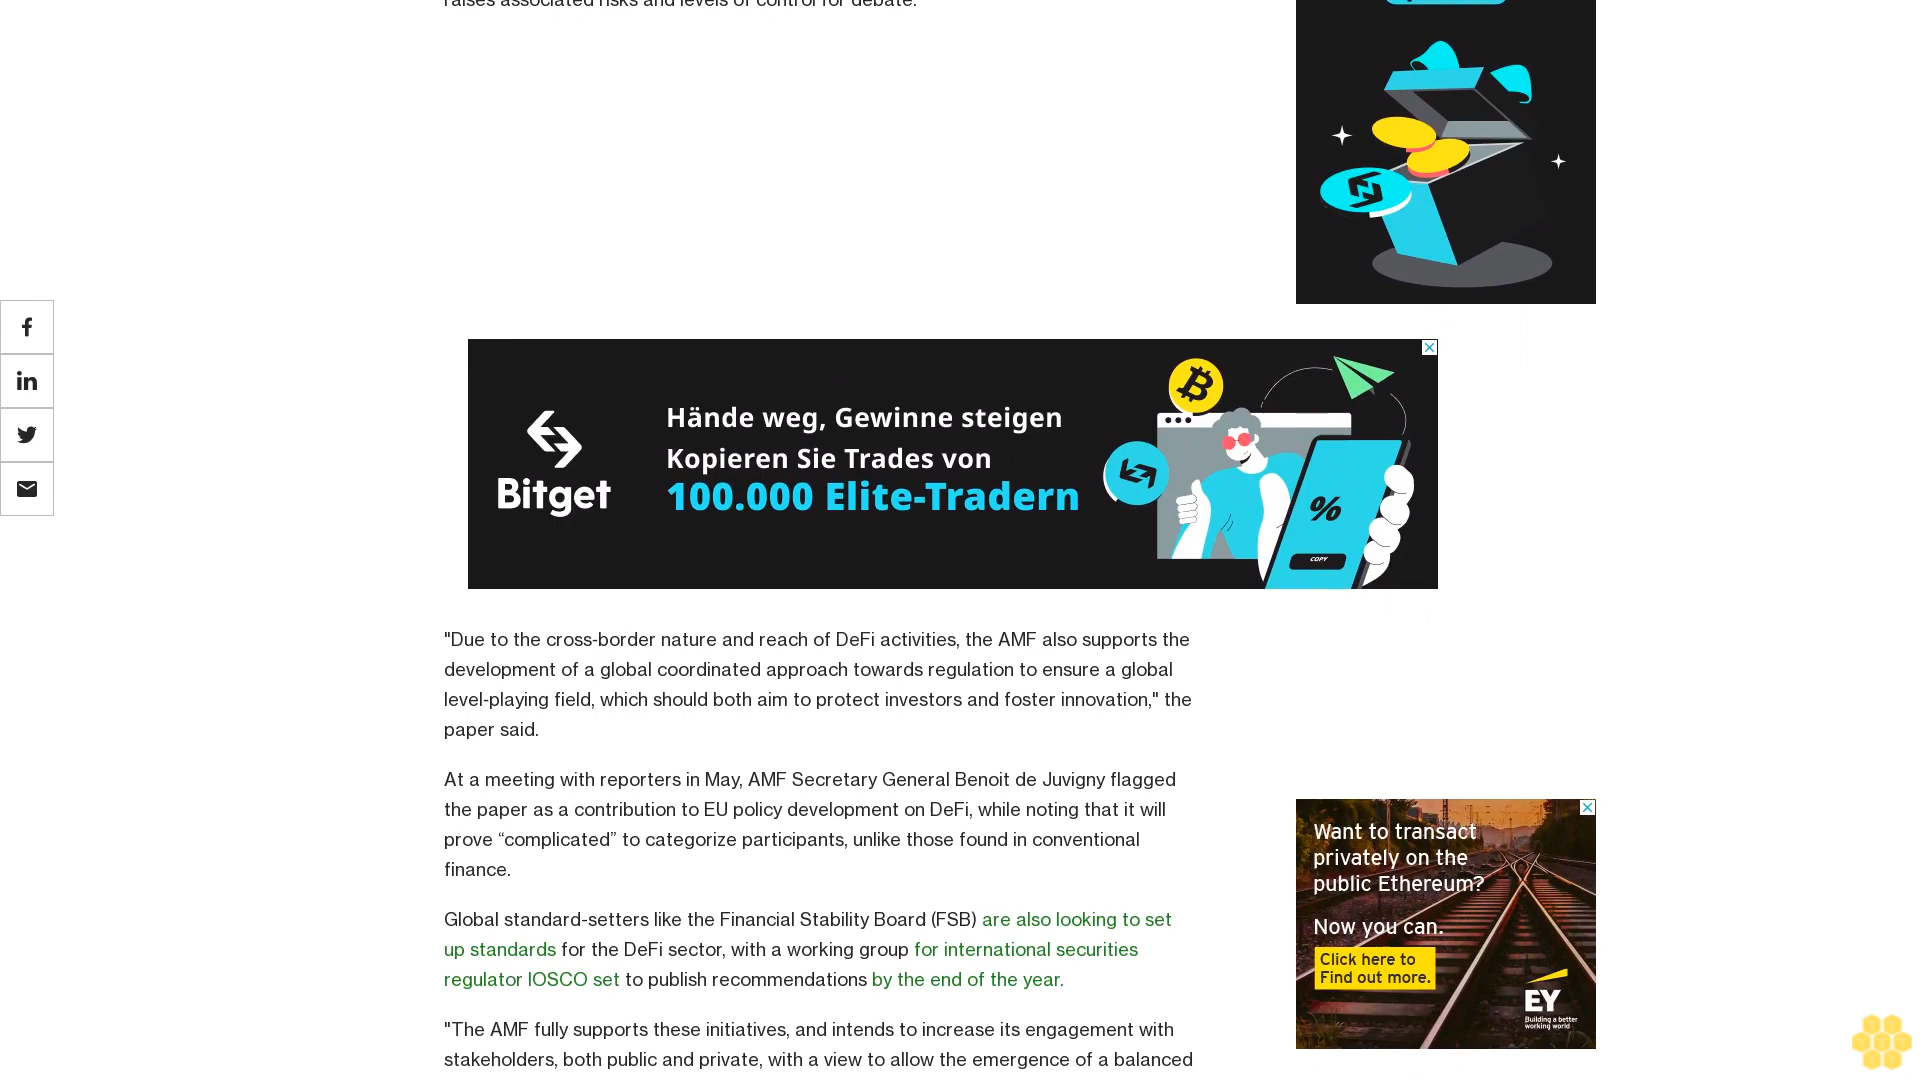 raises associated risks and levels of control for debate.
Bitget
Hände weg, Gewinne steigen
Kopieren Sie Trades von
100.000 Elite-Tradern
%
COPY
"Due to the cross-border nature and reach of DeFi activities, the AMF also supports the
development of a global coordinated approach towards regulation to ensure a global
level-playing field, which should both aim to protect investors and foster innovation," the
paper said.
At a meeting with reporters in May, AMF Secretary General Benoit de Juvigny flagged
the paper as a contribution to EU policy development on DeFi, while noting that it will
prove “complicated” to categorize participants, unlike those found in conventional
finance.
Global standard-setters like the Financial Stability Board (FSB) are also looking to set
up standards for the DeFi sector, with a working group for international securities
regulator IOSCO set to publish recommendations by the end of the year.
"The AMF fully supports these initiatives, and intends to increase its engagement with
stakeholders, both public and private, with a view to allow the emergence of a balanced
Want to transact
privately on the
public Ethereum?
Now you can.
Click here to
Find out more.
EY
Building a better
working world